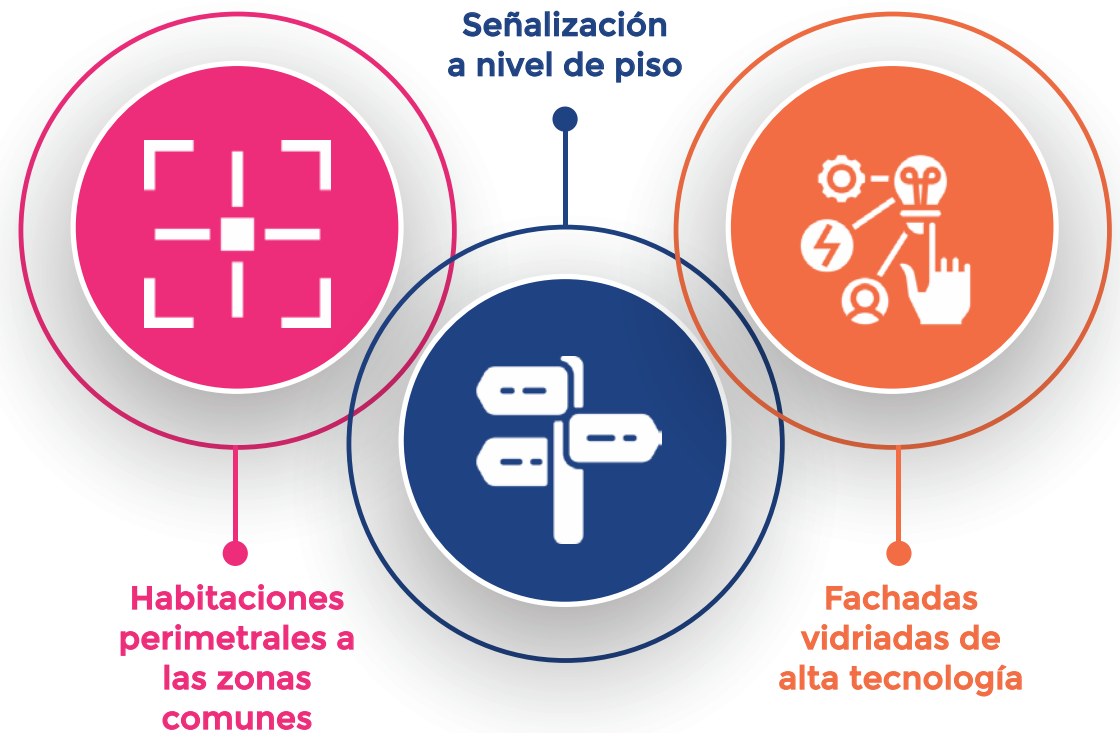 Señalización
a nivel de piso
Habitaciones
perimetrales a
las zonas
comunes
Fachadas
vidriadas de
alta tecnología